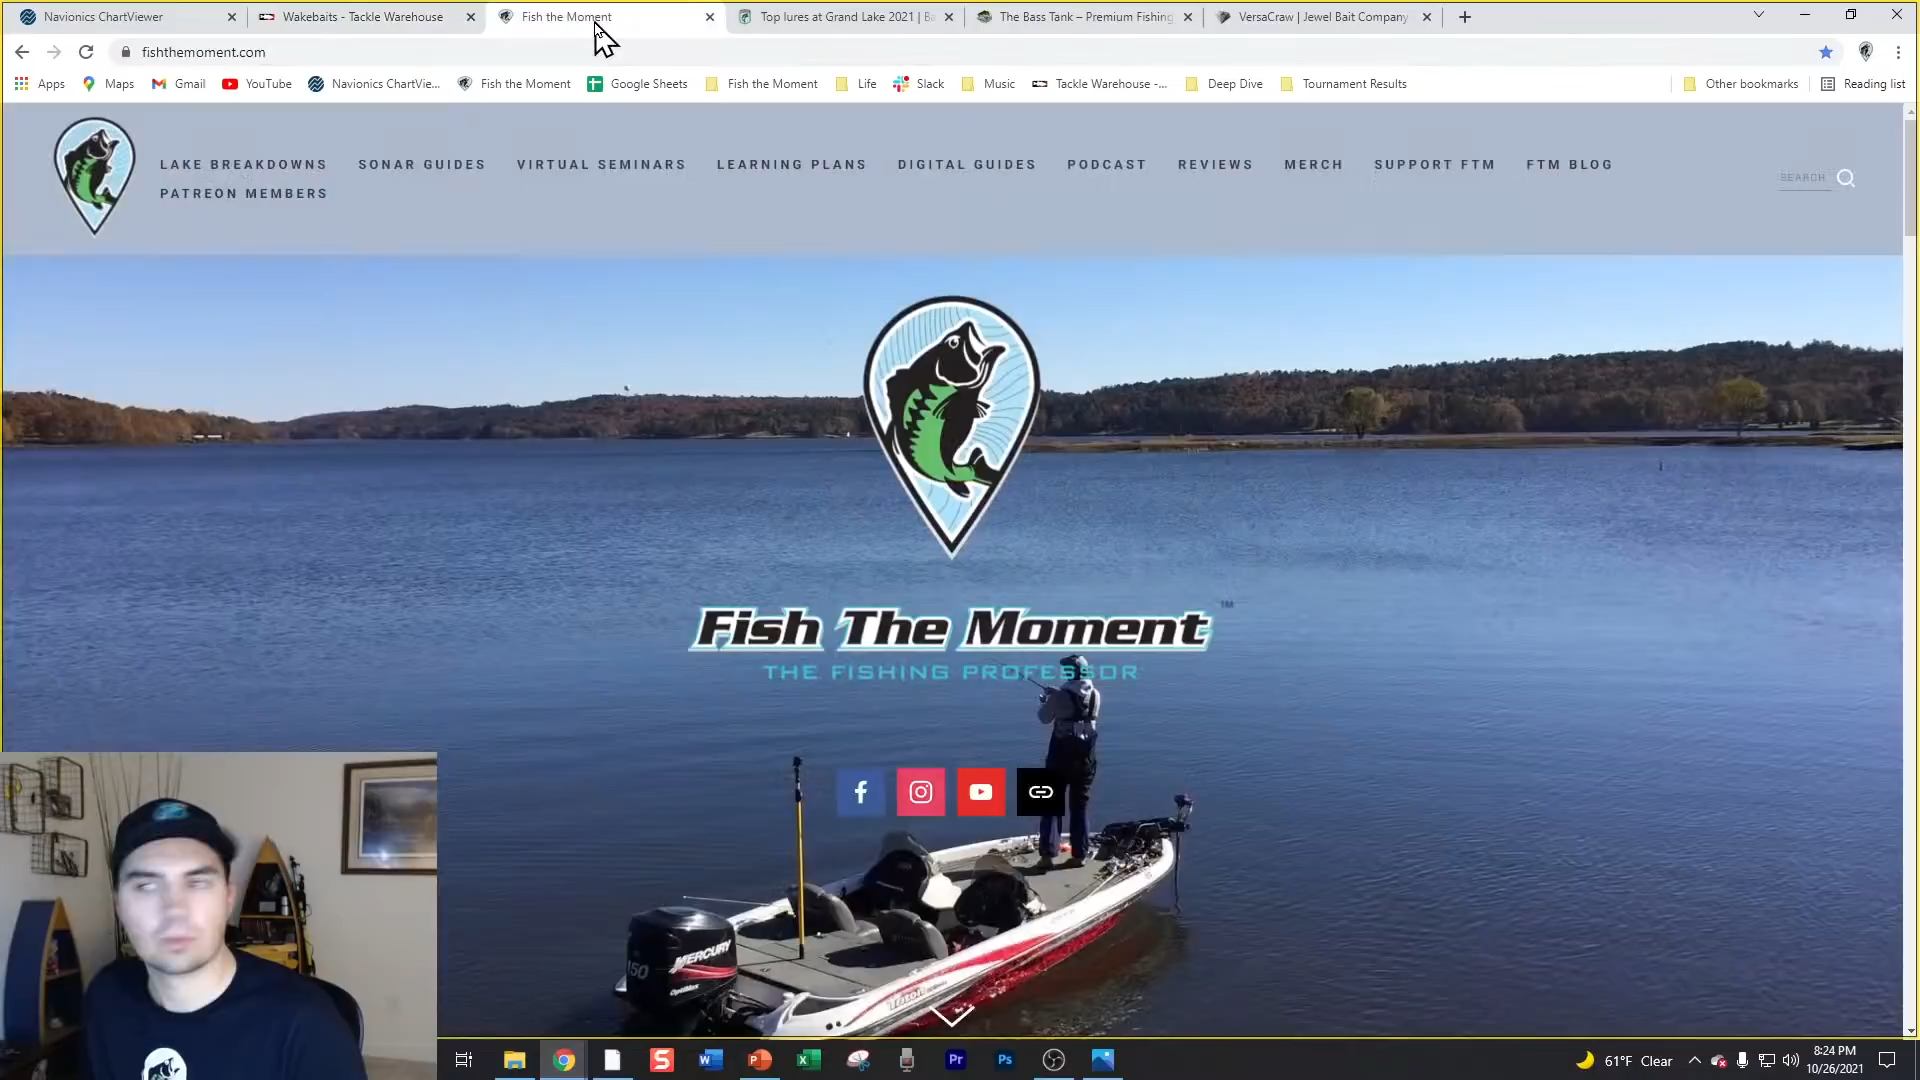 Navionics ChartViewer
Wakebaits - Tackle Warehouse
Fish the Moment
Top lures at Grand Lake 2021 | Ba
The Bass Tank – Premium Fishing
VersaCraw | Jewel Bait Company
fishthemoment.com
Apps
Maps
Gmail
YouTube
Navionics ChartVie...
Fish the Moment
Google Sheets
Fish the Moment
Life
Slack
Music
Tackle Warehouse -...
Deep Dive
Tournament Results
Other bookmarks
Reading list
LAKE BREAKDOWNS
SONAR GUIDES
VIRTUAL SEMINARS
LEARNING PLANS
DIGITAL GUIDES
PODCAST
REVIEWS
MERCH
SUPPORT FTM
FTM BLOG
PATREON MEMBERS
SEARCH
Fish The Moment™
THE FISHING PROFESSOR
MERCURY
150
OptiMax
TRITON
61°F Clear
8:24 PM
10/26/2021